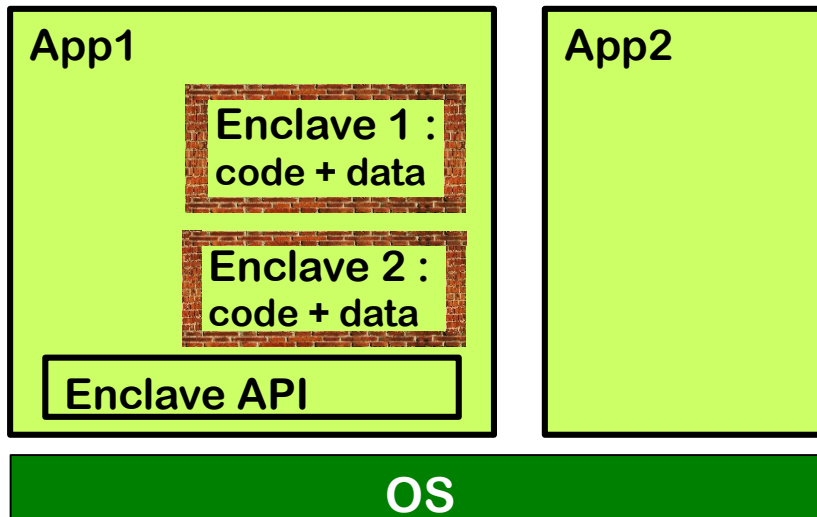 App1
Enclave 1 :
code + data
Enclave 2 :
code + data
Enclave API
App2
OS